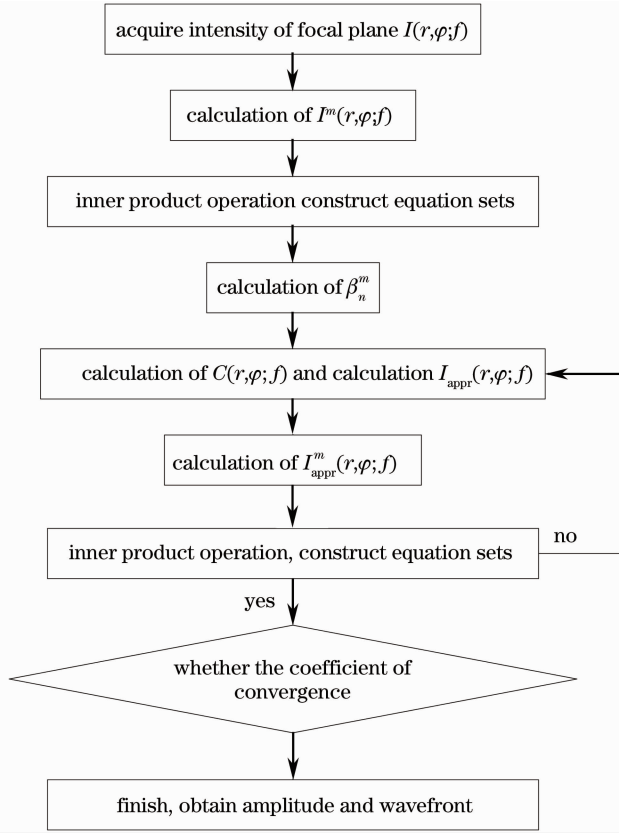 acquire intensity of focal plane I(r,φ;f)
calculation of Iᵐ(r,φ;f)
inner product operation construct equation sets
calculation of βₙᵐ
calculation of C(r,φ; f) and calculation I_appr(r,φ; f)
calculation of I_appr^m(r,φ; f)
inner product operation, construct equation sets
no
yes
whether the coefficient of
convergence
finish, obtain amplitude and wavefront